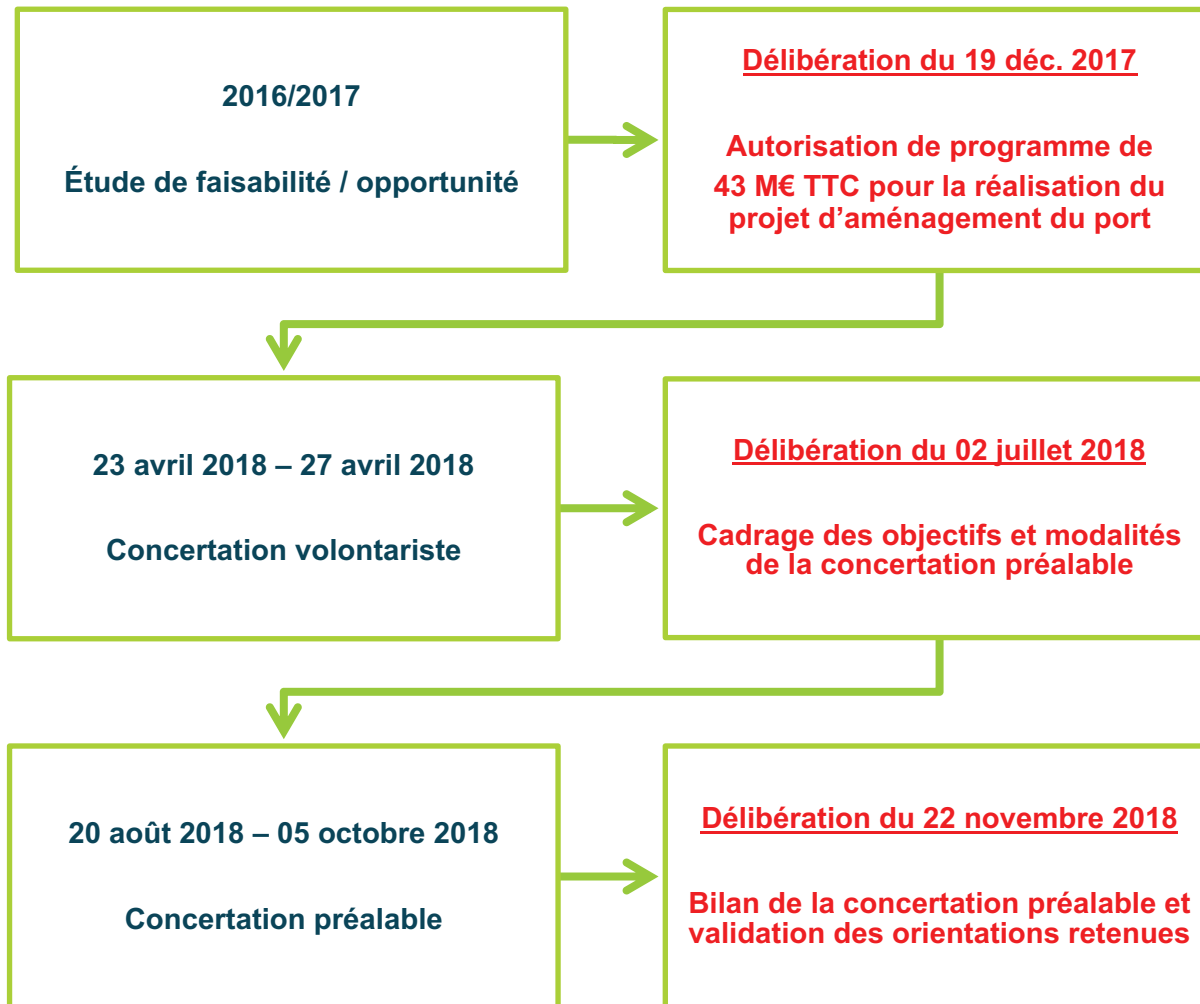 2016/2017
Étude de faisabilité / opportunité
Délibération du 19 déc. 2017
Autorisation de programme de
43 M€ TTC pour la réalisation du
projet d’aménagement du port
23 avril 2018 – 27 avril 2018
Concertation volontariste
Délibération du 02 juillet 2018
Cadrage des objectifs et modalités
de la concertation préalable
20 août 2018 – 05 octobre 2018
Concertation préalable
Délibération du 22 novembre 2018
Bilan de la concertation préalable et
validation des orientations retenues